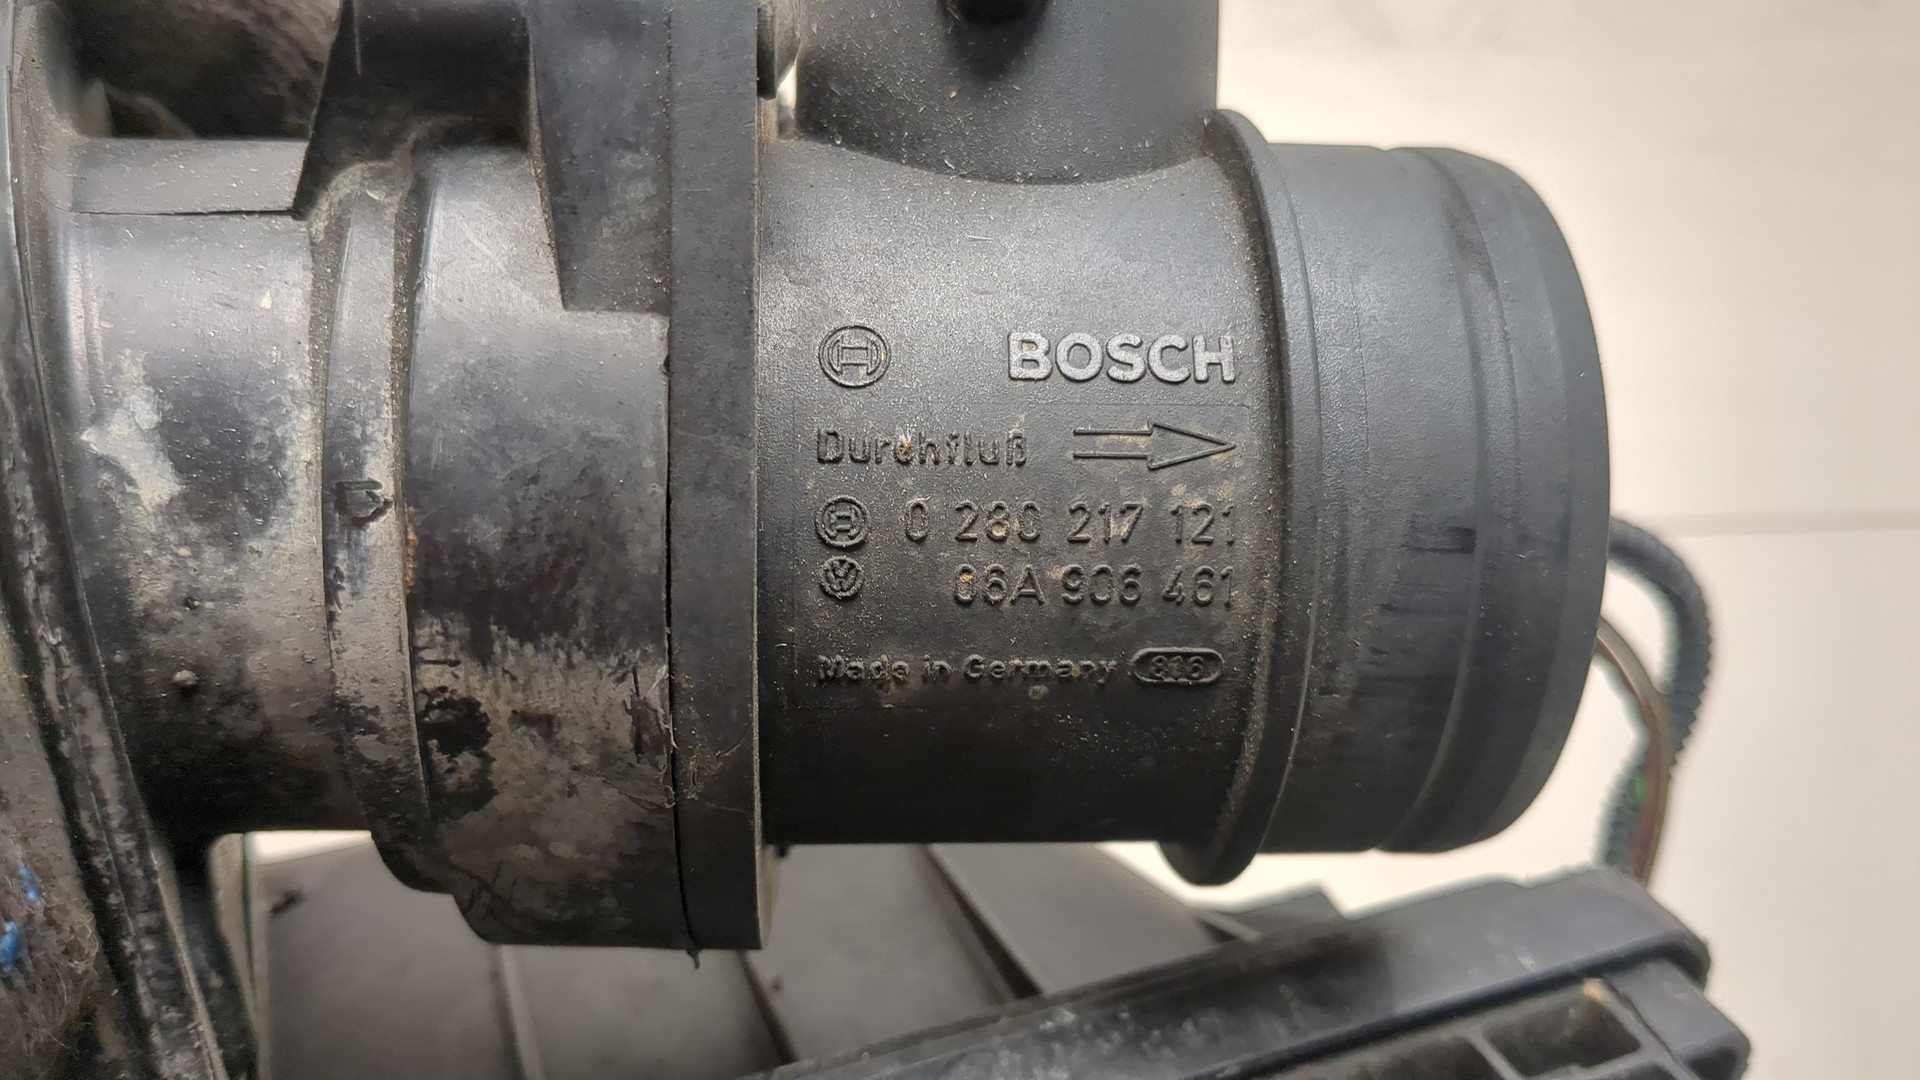 BOSCH
Durchfluß
0 280 217 121
06A 906 461
Made in Germany 816